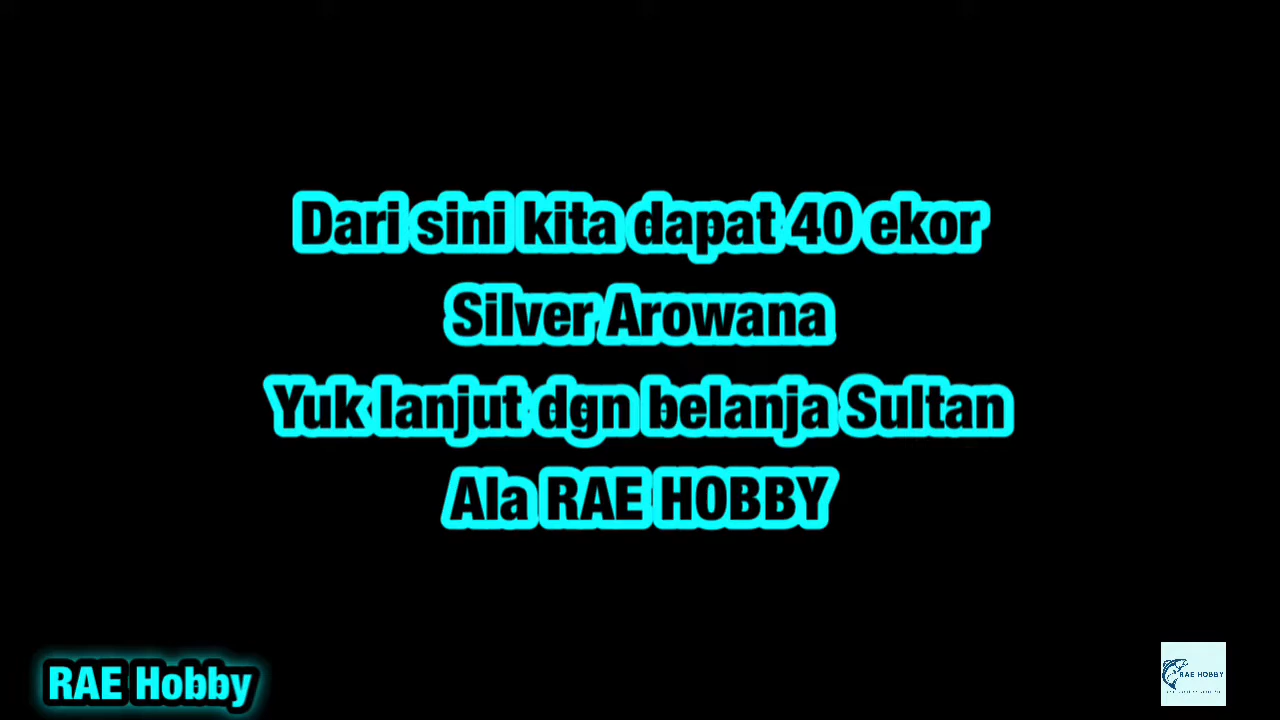 Dari sini kita dapat 40 ekor
Silver Arowana
Yuk lanjut dgn belanja Sultan
Ala RAE HOBBY
RAE Hobby
RAE HOBBY